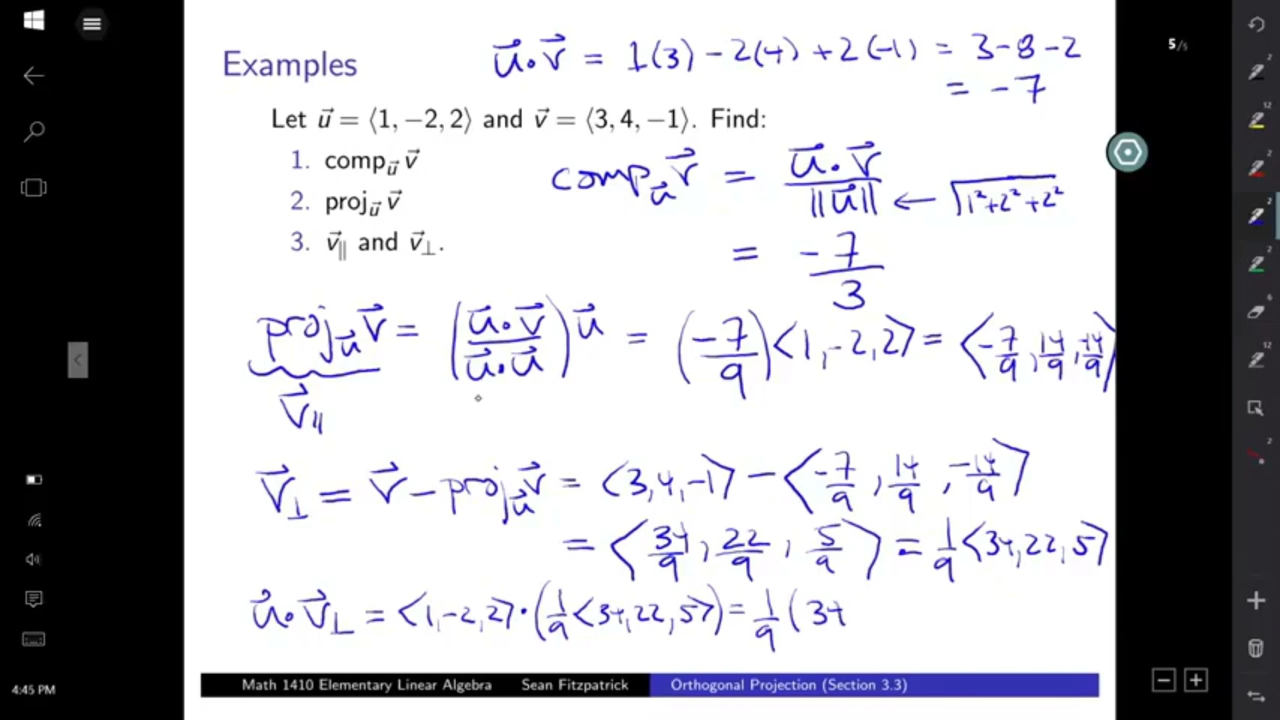 5/5
Examples
u⃗·v⃗ = 1(3) - 2(4) + 2(-1) = 3-8-2
= -7
Let u⃗ = ⟨1, −2, 2⟩ and v⃗ = ⟨3, 4, −1⟩. Find:
1. comp_u⃗ v⃗
2. proj_u⃗ v⃗
3. v⃗∥ and v⃗⊥.
comp_u⃗ v⃗ = u⃗·v⃗ / ‖u⃗‖ ← √(1²+2²+2²)
= -7/3
proj_u⃗ v⃗ = (u⃗·v⃗ / u⃗·u⃗) u⃗ = (-7/9)⟨1,-2,2⟩ = ⟨-7/9, 14/9, -14/9⟩
v⃗∥
v⃗⊥ = v⃗ - proj_u⃗ v⃗ = ⟨3,4,-1⟩ - ⟨-7/9, 14/9, -14/9⟩
= ⟨34/9, 22/9, 5/9⟩ = 1/9 ⟨34,22,5⟩
u⃗·v⃗⊥ = ⟨1,-2,2⟩·(1/9 ⟨34,22,5⟩) = 1/9 (34
4:45 PM
Math 1410 Elementary Linear Algebra Sean Fitzpatrick Orthogonal Projection (Section 3.3)